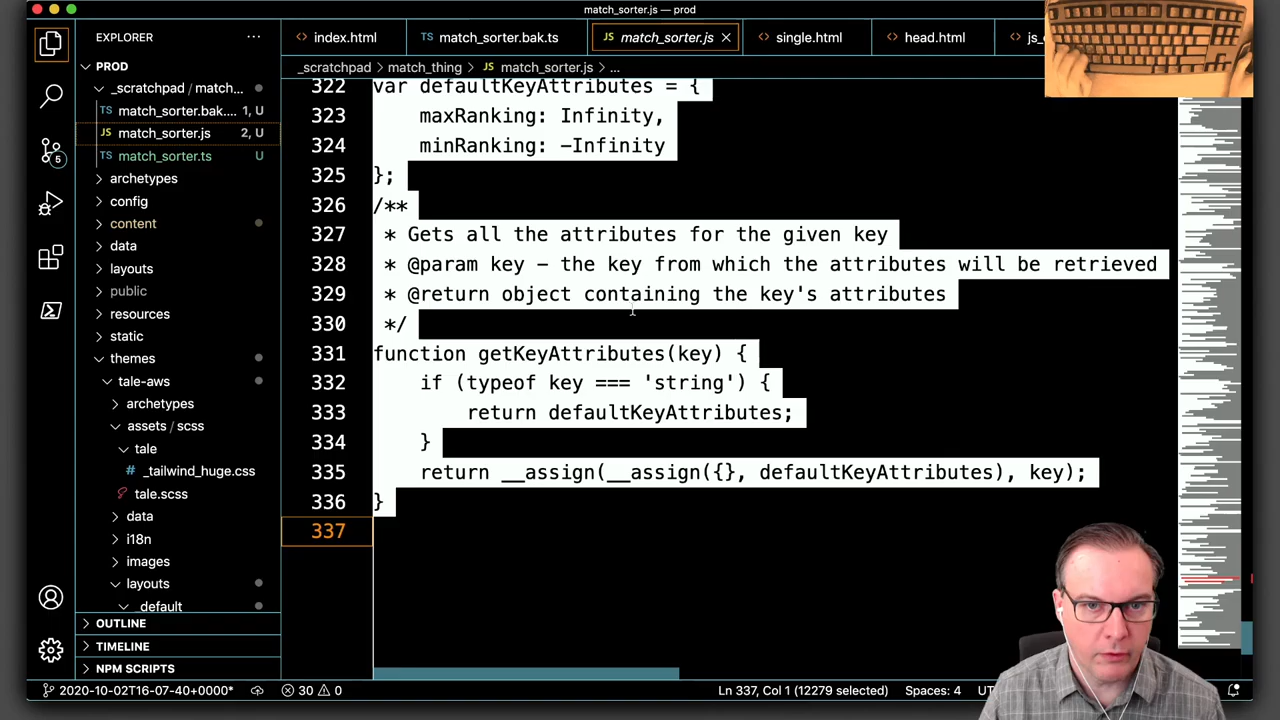 match_sorter.js — prod
EXPLORER
index.html
match_sorter.bak.ts
match_sorter.js
single.html
head.html
_scratchpad
match_thing
match_sorter.js
...
PROD
_scratchpad / match...
match_sorter.bak....
1, U
match_sorter.js
2, U
match_sorter.ts
U
archetypes
config
content
data
layouts
public
resources
static
themes
tale-aws
archetypes
assets / scss
tale
_tailwind_huge.css
tale.scss
data
i18n
images
layouts
_default
OUTLINE
TIMELINE
NPM SCRIPTS
322 var defaultKeyAttributes = {
323 maxRanking: Infinity,
324 minRanking: -Infinity
325 };
326 /**
327 * Gets all the attributes for the given key
328 * @param key - the key from which the attributes will be retrieved
329 * @return object containing the key's attributes
330 */
331 function getKeyAttributes(key) {
332 if (typeof key === 'string') {
333 return defaultKeyAttributes;
334 }
335 return __assign(__assign({}, defaultKeyAttributes), key);
336 }
337
2020-10-02T16-07-40+0000*
30
0
Ln 337, Col 1 (12279 selected)
Spaces: 4